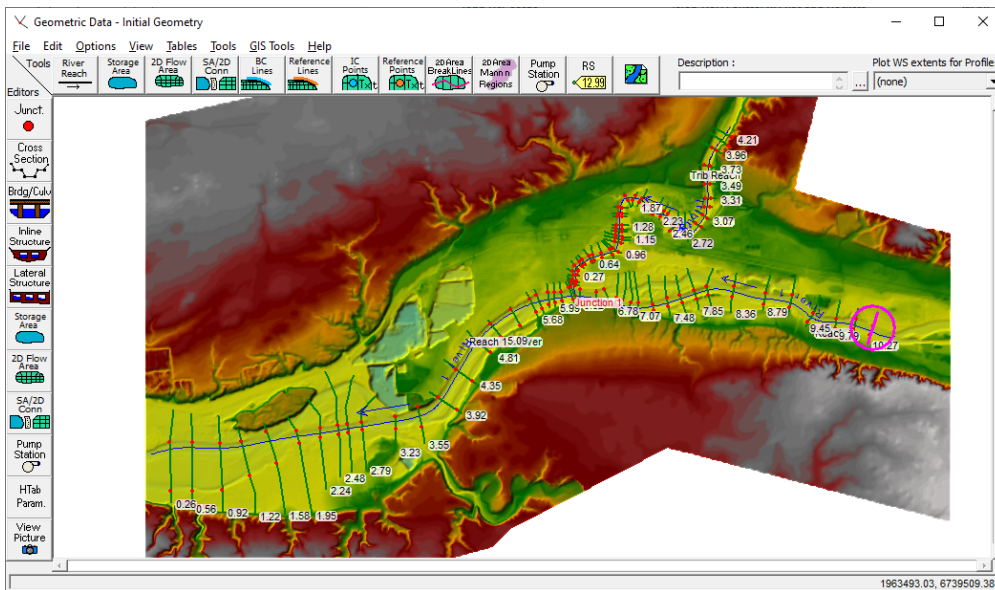 Geometric Data - Initial Geometry
File Edit Options View Tables Tools GIS Tools Help
Tools
River
Reach
Storage
Area
2D Flow
Area
SA/2D
Conn
BC
Lines
Reference
Lines
IC
Points
Reference
Points
2D Area
BreakLines
2D Area
Mann n
Regions
Pump
Station
RS
12.99
Description :
...
Plot WS extents for Profile
(none)
Editors
Junct.
Cross
Section
Brdg/Culv
Inline
Structure
Lateral
Structure
Storage
Area
2D Flow
Area
SA/2D
Conn
Pump
Station
HTab
Param.
View
Picture
4.21
3.96
3.73
Trib Reach
3.49
3.31
3.07
1.87
2.23
2.46
2.72
1.28
1.15
0.96
0.64
0.27
Junction 1
5.99
5.68
6.78
7.07
7.48
7.85
8.36
8.79
9.45
9.79
10.27
Reach 1
5.09
4.81
4.35
3.92
3.55
3.23
2.79
2.48
2.24
1.95
1.58
1.22
0.92
0.56
0.26
1963493.03, 6739509.38